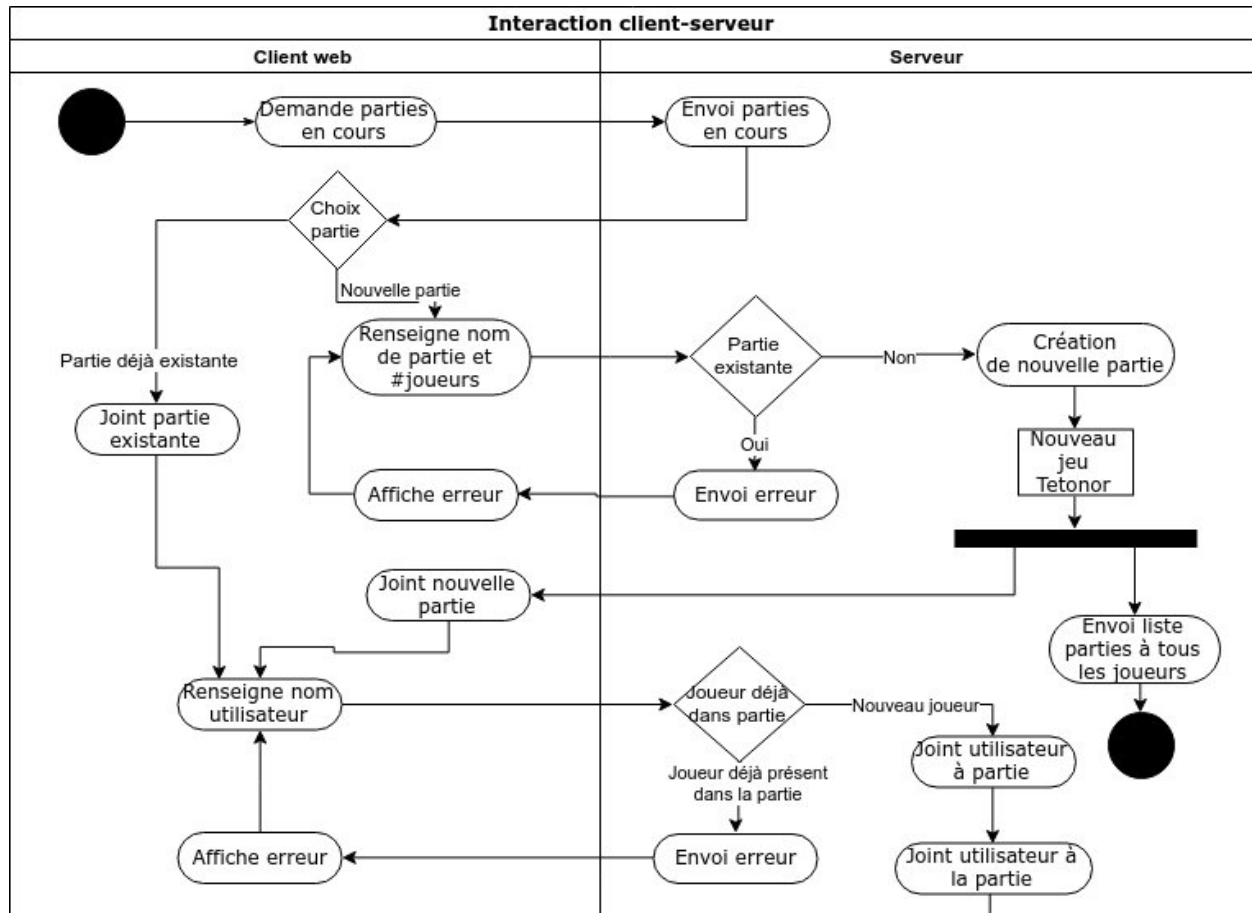 Interaction client-serveur
Client web
Serveur
Demande parties
en cours
Envoi parties
en cours
Choix
partie
Nouvelle partie
Renseigne nom
de partie et
#joueurs
Partie
existante
Non
Création
de nouvelle partie
Partie déjà existante
Joint partie
existante
Oui
Nouveau
jeu
Tetonor
Affiche erreur
Envoi erreur
Joint nouvelle
partie
Envoi liste
parties à tous
les joueurs
Renseigne nom
utilisateur
Joueur déjà
dans partie
Nouveau joueur
Joint utilisateur
à partie
Joueur déjà présent
dans la partie
Affiche erreur
Envoi erreur
Joint utilisateur à
la partie